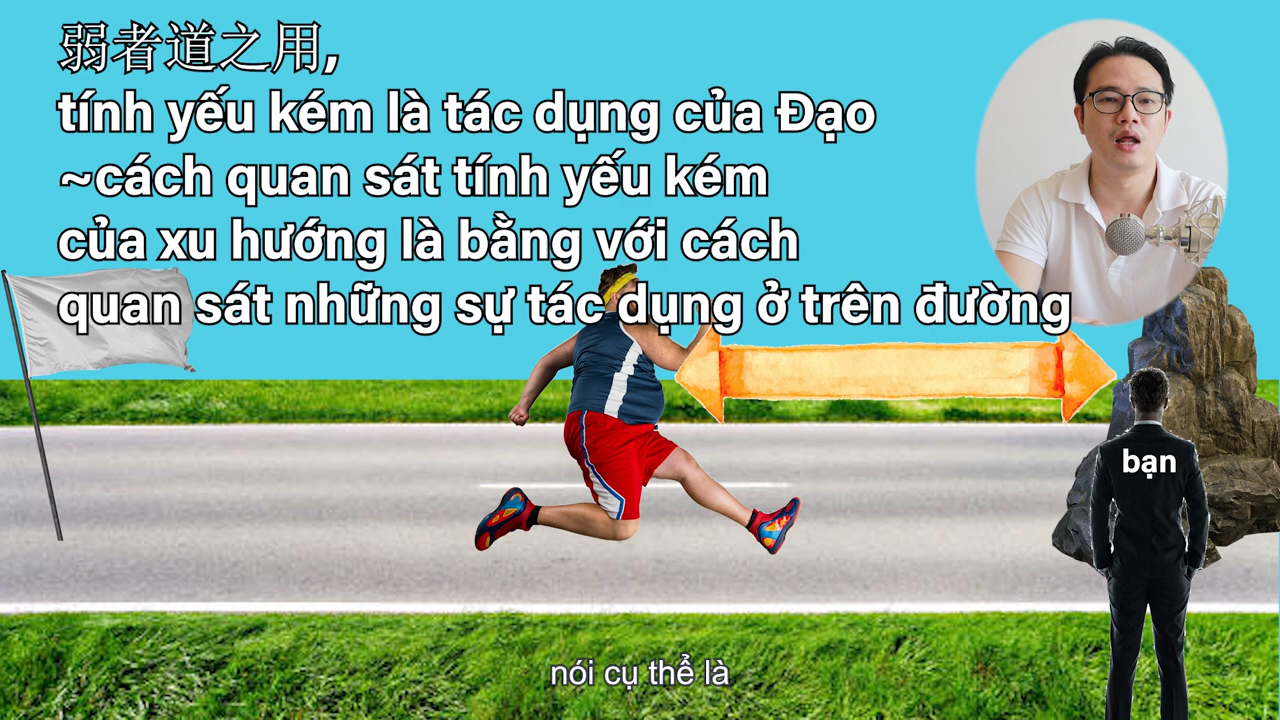 弱者道之用,
tính yếu kém là tác dụng của Đạo
~cách quan sát tính yếu kém
của xu hướng là bằng với cách
quan sát những sự tác dụng ở trên đường
bạn
nói cụ thể là